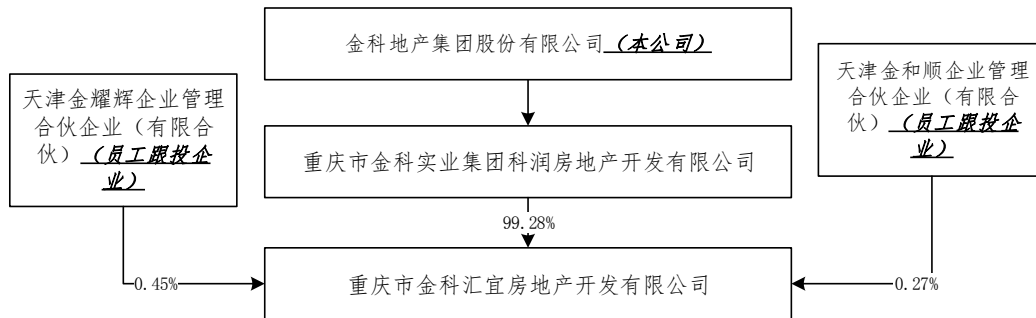 金科地产集团股份有限公司（本公司）
天津金耀辉企业管理
合伙企业（有限合
伙）（员工跟投企
业）
天津金和顺企业管理
合伙企业（有限合
伙）（员工跟投企
业）
重庆市金科实业集团科润房地产开发有限公司
99.28%
0.45%
重庆市金科汇宜房地产开发有限公司
0.27%